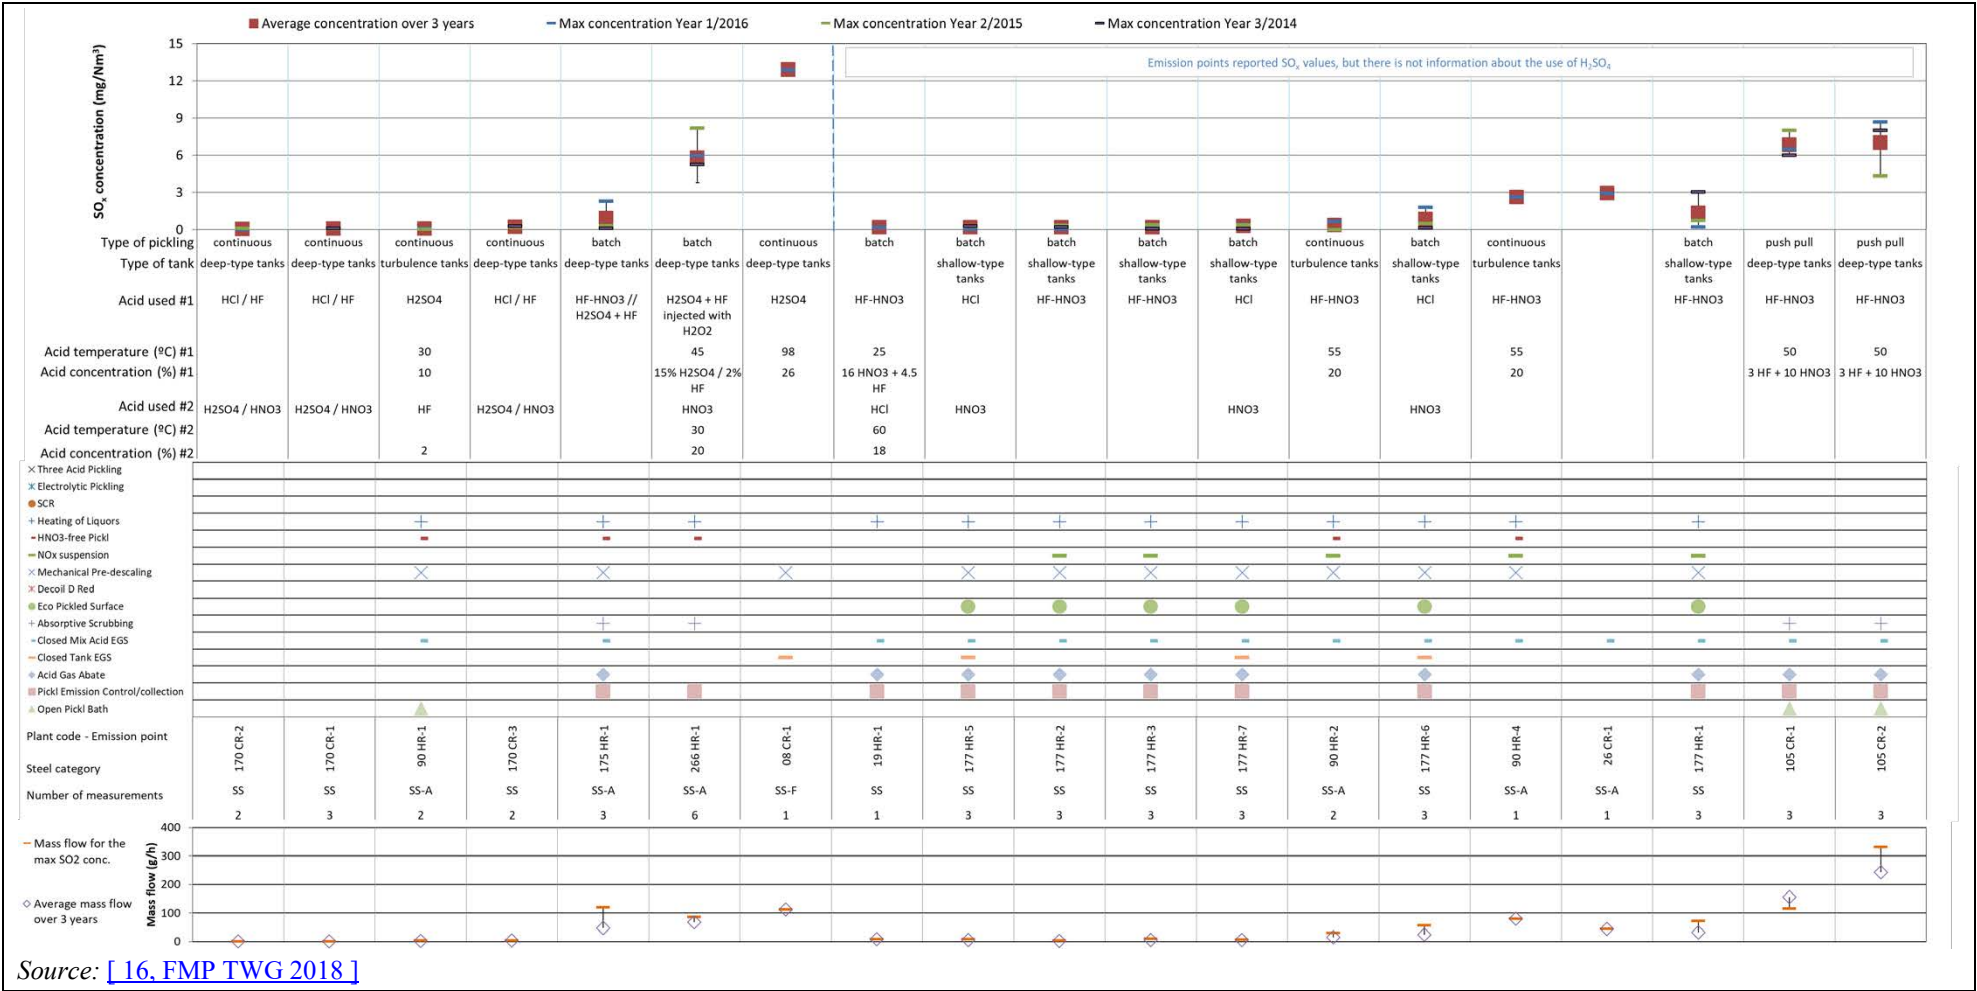 Average concentration over 3 years Max concentration Year 1/2016 Max concentration Year 2/2015 Max concentration Year 3/2014
SOx concentration (mg/Nm³)
15
12
9
6
3
0
Emission points reported SOx values, but there is not information about the use of H₂SO₄
Type of pickling continuous continuous continuous continuous batch batch continuous batch batch batch batch batch continuous batch continuous batch push pull push pull
Type of tank deep-type tanks deep-type tanks turbulence tanks deep-type tanks deep-type tanks deep-type tanks deep-type tanks shallow-type shallow-type shallow-type shallow-type turbulence tanks shallow-type turbulence tanks shallow-type deep-type tanks deep-type tanks
tanks tanks tanks tanks tanks tanks
Acid used #1 HCl / HF HCl / HF H2SO4 HCl / HF HF-HNO3 // H2SO4 + HF H2SO4 HF-HNO3 HCl HF-HNO3 HF-HNO3 HCl HF-HNO3 HCl HF-HNO3 HF-HNO3 HF-HNO3 HF-HNO3
H2SO4 + HF injected with
H2O2
Acid temperature (ºC) #1 30 45 98 25 55 55 50 50
Acid concentration (%) #1 10 15% H2SO4 / 2% 26 16 HNO3 + 4.5 20 20 3 HF + 10 HNO3 3 HF + 10 HNO3
HF HF
Acid used #2 H2SO4 / HNO3 H2SO4 / HNO3 HF H2SO4 / HNO3 HNO3 HCl HNO3 HNO3 HNO3
Acid temperature (ºC) #2 30 60
Acid concentration (%) #2 2 20 18
Three Acid Pickling
Electrolytic Pickling
SCR
Heating of Liquors
HNO3-free Pickl
NOx suspension
Mechanical Pre-descaling
Decoil D Red
Eco Pickled Surface
Absorptive Scrubbing
Closed Mix Acid EGS
Closed Tank EGS
Acid Gas Abate
Pickl Emission Control/collection
Open Pickl Bath
Plant code - Emission point 170 CR-2 170 CR-1 90 HR-1 170 CR-3 175 HR-1 266 HR-1 08 CR-1 19 HR-1 177 HR-5 177 HR-2 177 HR-3 177 HR-7 90 HR-2 177 HR-6 90 HR-4 26 CR-1 177 HR-1 105 CR-1 105 CR-2
Steel category
SS SS SS-A SS SS-A SS-A SS-F SS SS SS SS SS SS-A SS SS-A SS-A SS
Number of measurements
2 3 2 2 3 6 1 1 3 3 3 3 2 3 1 1 3 3 3
Mass flow for the
max SO2 conc.
Average mass flow
over 3 years
Mass flow (g/h)
400
300
200
100
0
Source: [ 16, FMP TWG 2018 ]